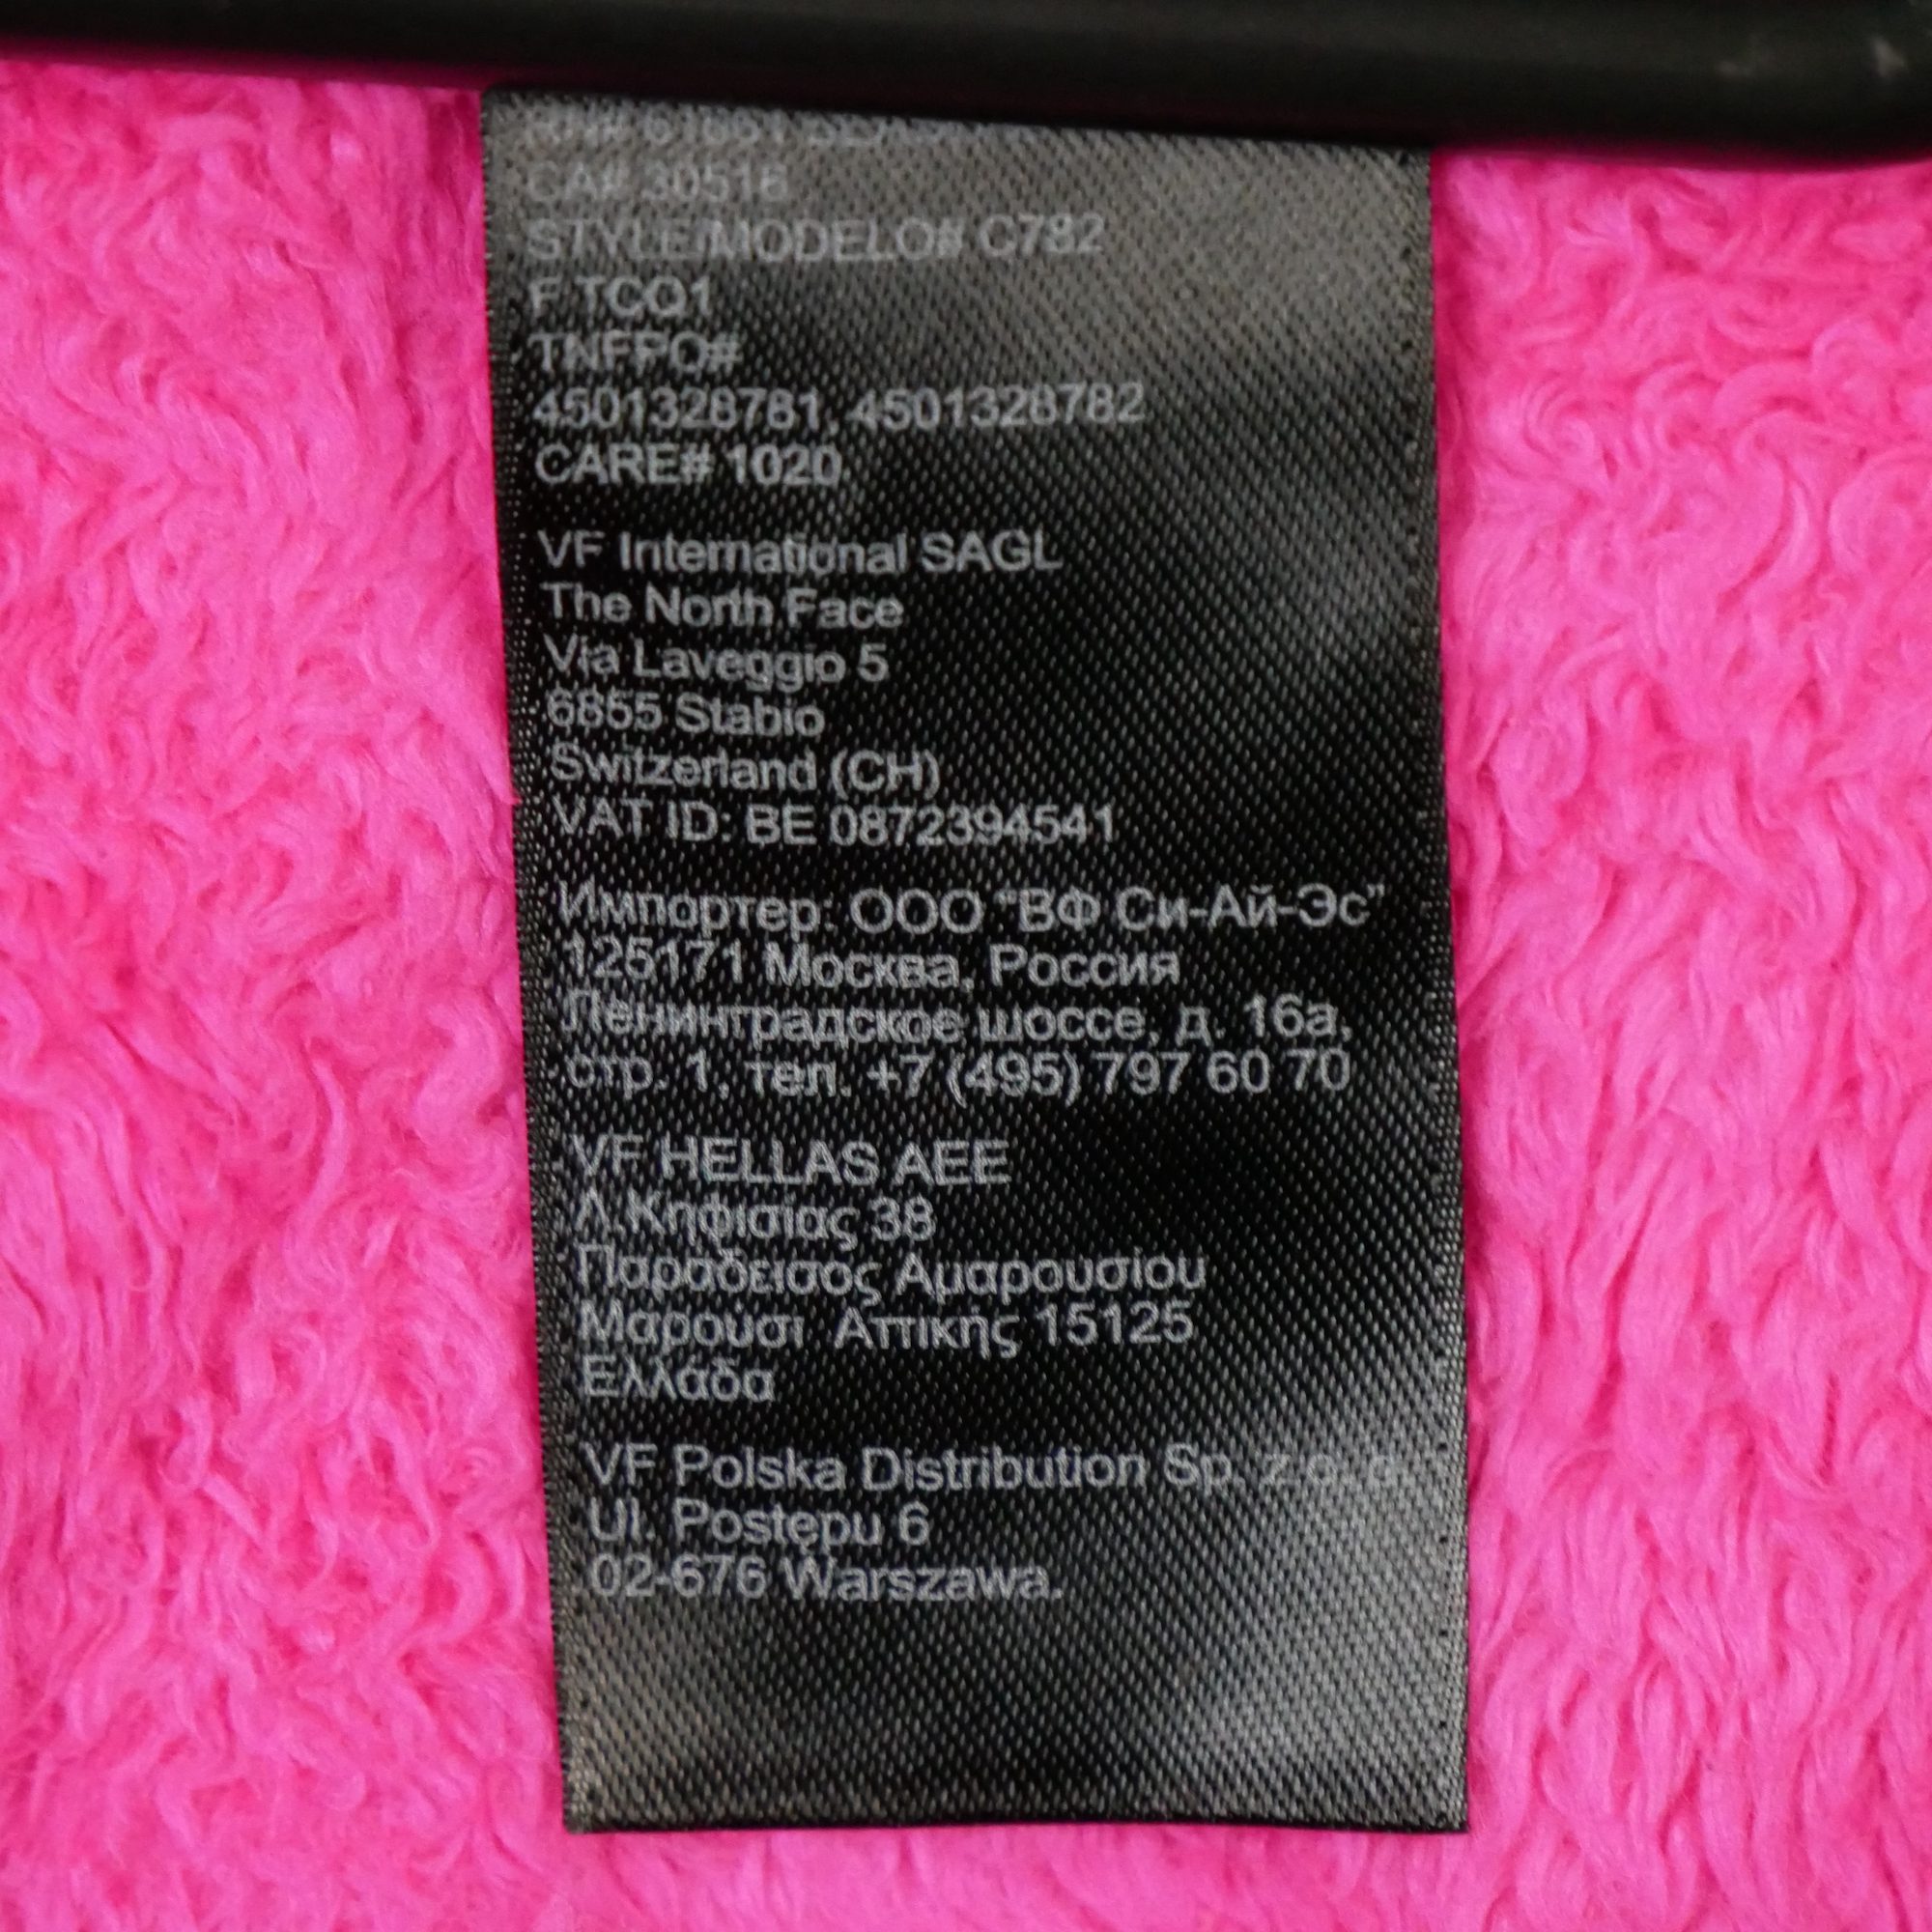 CA# 30516
STYLE/MODELO# C782
F TCO1
TNFPO#
4501328781, 4501328782
CARE# 1020
VF International SAGL
The North Face
Via Laveggio 5
6855 Stabio
Switzerland (CH)
VAT ID: BE 0872394541
Импортер: ООО "ВФ Си-Ай-Эс"
125171 Москва, Россия
Ленинградское шоссе, д. 16а,
стр. 1, тел. +7 (495) 797 60 70
VF HELLAS AEE
Λ.Κηφισίας 38
Παραδεισος Αμαρουσίου
Μαρούσι Αττικής 15125
Ελλάδα
VF Polska Distribution Sp. z o. o.
Ul. Postępu 6
02-676 Warszawa.